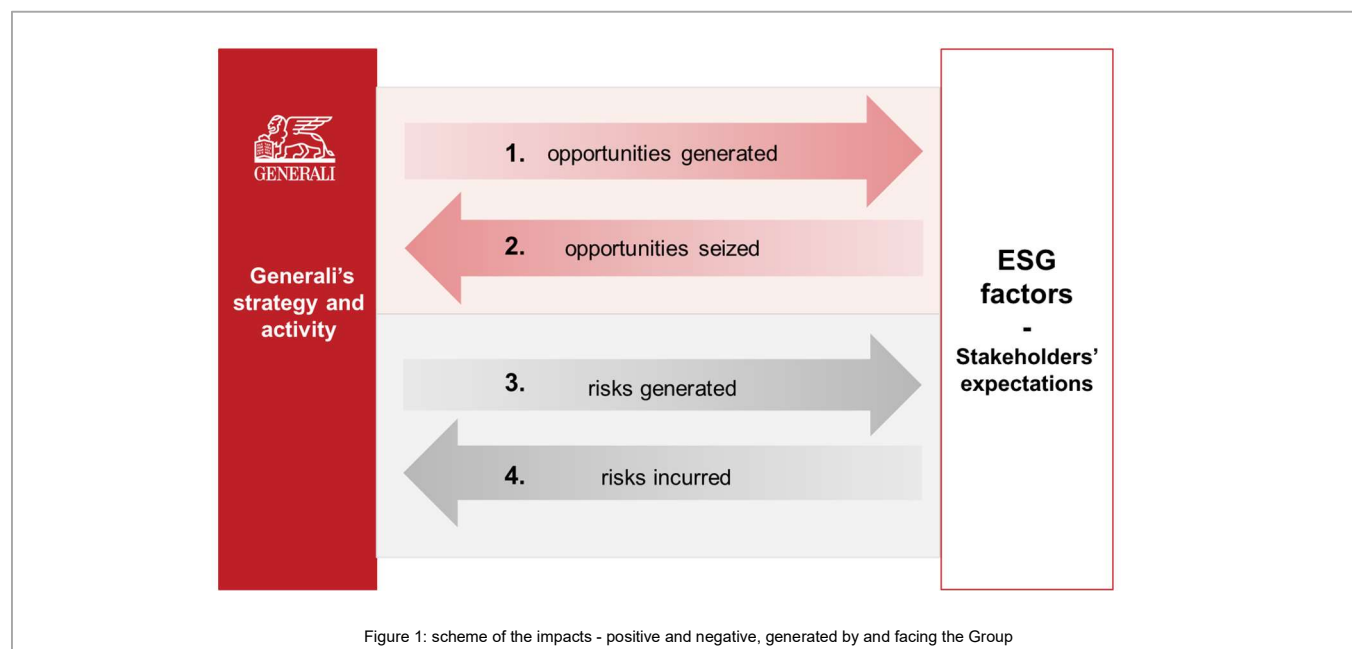 GENERALI
Generali’s
strategy and
activity
1. opportunities generated
2. opportunities seized
3. risks generated
4. risks incurred
ESG
factors
-
Stakeholders’
expectations
Figure 1: scheme of the impacts - positive and negative, generated by and facing the Group